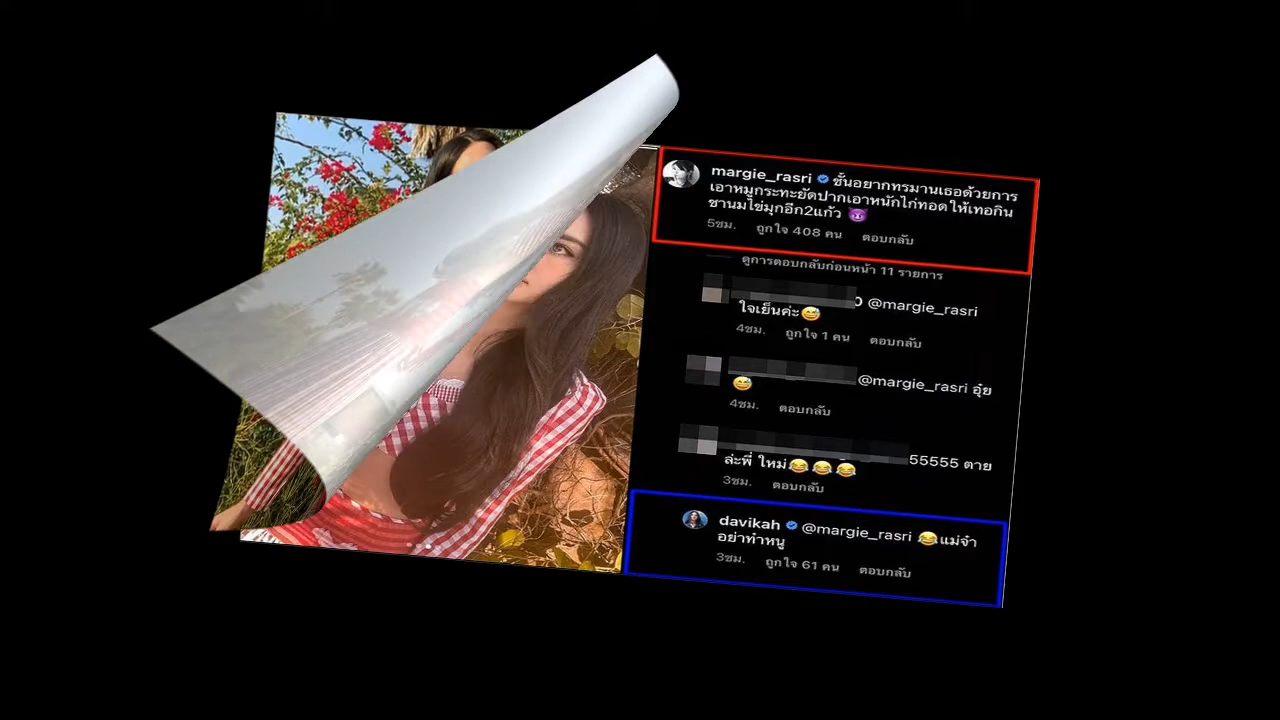 margie_rasri ชั้นอยากทรมานเธอด้วยการ
เอาหมูกระทะยัดปากเอาหนักไก่ทอดให้เทอกิน
ชานมไข่มุกอีก2แก้ว 😈
5ชม. ถูกใจ 408 คน ตอบกลับ
ดูการตอบกลับก่อนหน้า 11 รายการ
0 @margie_rasri
ใจเย็นค่ะ😅
4ชม. ถูกใจ 1 คน ตอบกลับ
@margie_rasri อุ๋ย
😅
4ชม. ตอบกลับ
55555 ตาย
ล่ะพี่ ใหม่😂😂😂
3ชม. ตอบกลับ
davikah @margie_rasri 😂แม่จ๋า
อย่าทำหนู
3ชม. ถูกใจ 61 คน ตอบกลับ